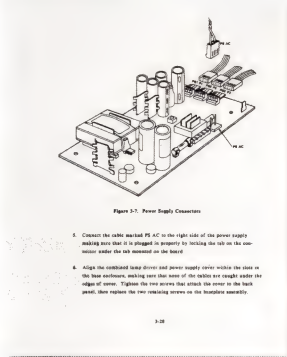 PS AC
PS AC
Figure 3-7. Power Supply Connectors
5. Connect the cable marked PS AC to the right side of the power supply
making sure that it is plugged in properly by locking the tab on the con-
nector under the tab mounted on the board
6. Align the combined lamp driver and power supply cover within the slots in
the base enclosure, making sure that none of the cables are caught under the
edges of cover. Tighten the two screws that attach the cover to the back
panel, then replace the two remaining screws on the baseplate assembly.
3-20